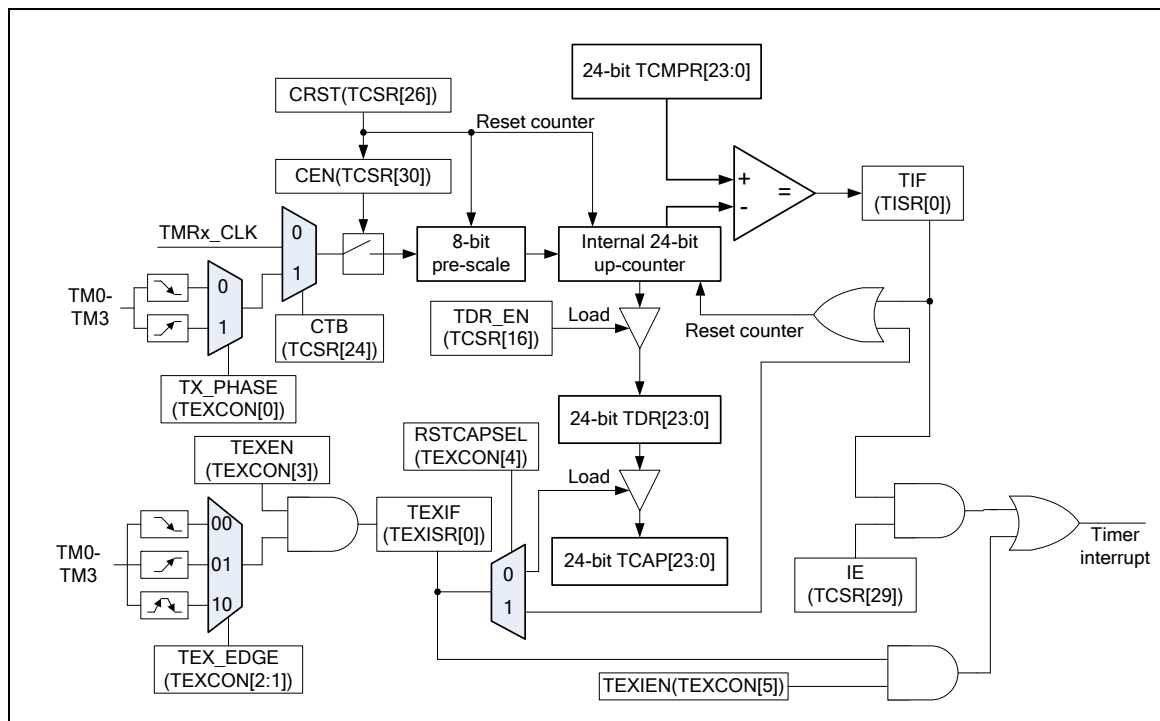 24-bit TCMPR[23:0]
CRST(TCSR[26])
Reset counter
CEN(TCSR[30])
+
-
=
TIF
(TISR[0])
TMRx_CLK
0
1
8-bit
pre-scale
Internal 24-bit
up-counter
TM0-
TM3
0
1
CTB
(TCSR[24])
TDR_EN
(TCSR[16])
Load
Reset counter
TX_PHASE
(TEXCON[0])
24-bit TDR[23:0]
TEXEN
(TEXCON[3])
RSTCAPSEL
(TEXCON[4])
Load
TEXIF
(TEXISR[0])
TM0-
TM3
00
01
10
0
1
24-bit TCAP[23:0]
IE
(TCSR[29])
Timer
interrupt
TEX_EDGE
(TEXCON[2:1])
TEXIEN(TEXCON[5])